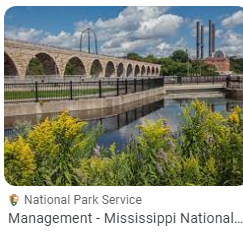 National Park Service
Management - Mississippi National...